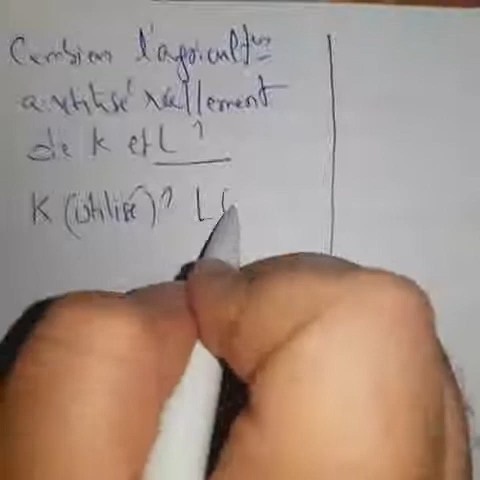 Combien l'agriculteur
a utilisé réellement
de K et L ?
K (utilisé) ? L (